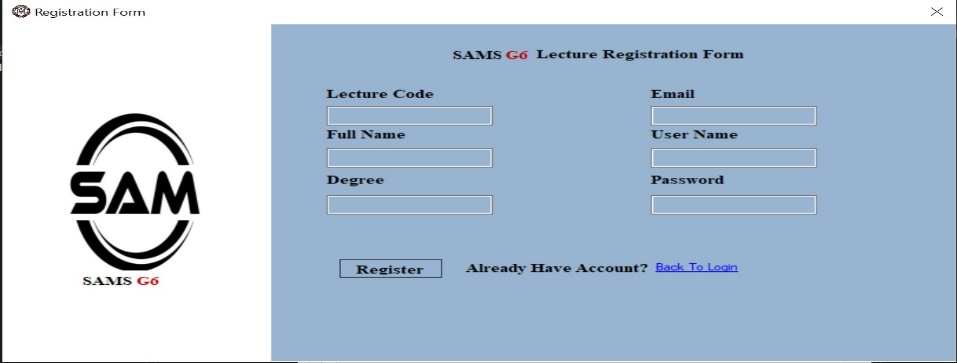 Registration Form
SAMS G6 Lecture Registration Form
Lecture Code
Email
Full Name
User Name
Degree
Password
SAM
SAMS G6
Register
Already Have Account? Back To Login